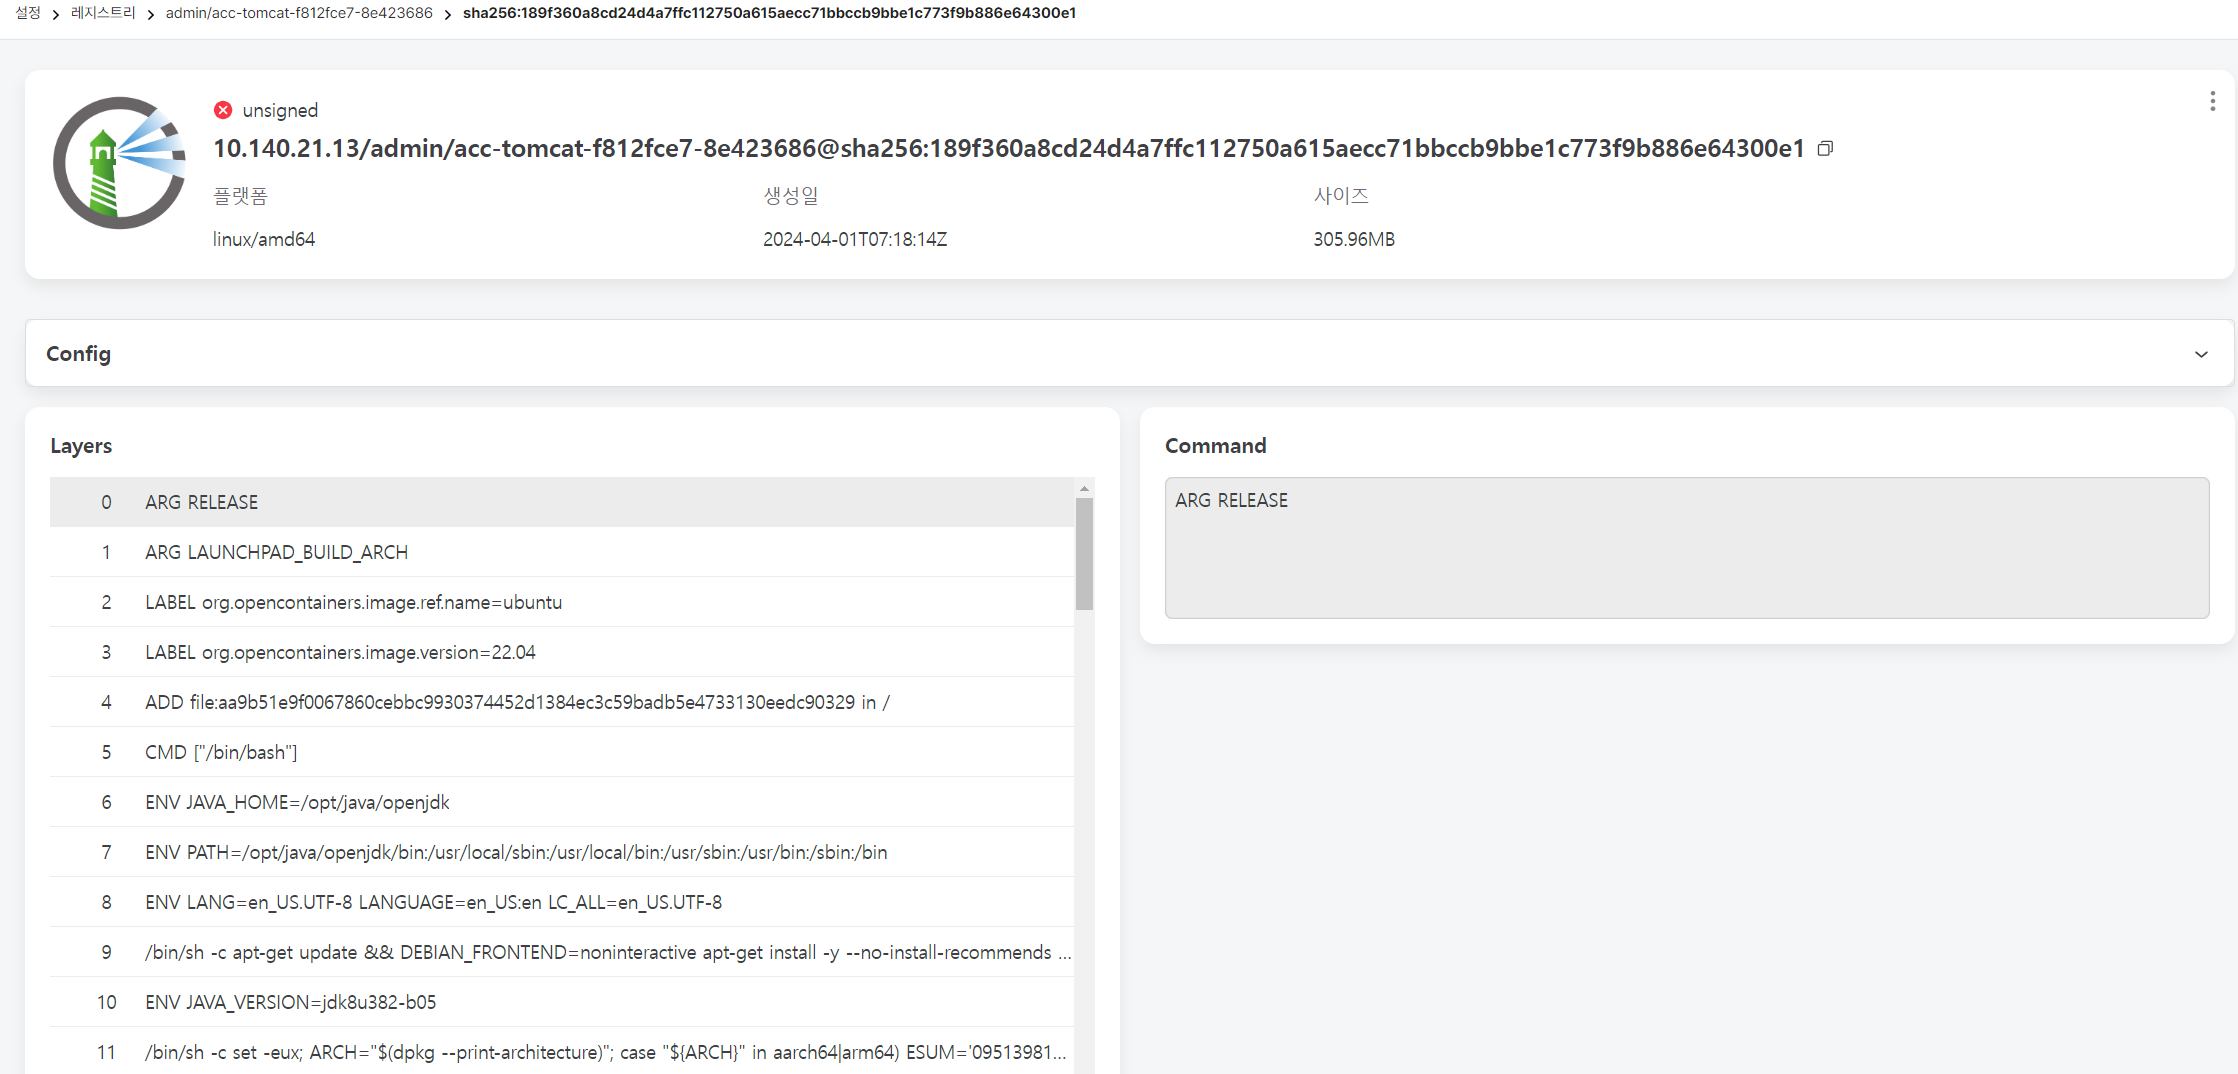 설정 > 레지스트리 > admin/acc-tomcat-f812fce7-8e423686 > sha256:189f360a8cd24d4a7ffc112750a615aecc71bbccb9bbe1c773f9b886e64300e1
unsigned
10.140.21.13/admin/acc-tomcat-f812fce7-8e423686@sha256:189f360a8cd24d4a7ffc112750a615aecc71bbccb9bbe1c773f9b886e64300e1
플랫폼 생성일 사이즈
linux/amd64 2024-04-01T07:18:14Z 305.96MB
Config
Layers
0 ARG RELEASE
1 ARG LAUNCHPAD_BUILD_ARCH
2 LABEL org.opencontainers.image.ref.name=ubuntu
3 LABEL org.opencontainers.image.version=22.04
4 ADD file:aa9b51e9f0067860cebbc9930374452d1384ec3c59badb5e4733130eedc90329 in /
5 CMD ["/bin/bash"]
6 ENV JAVA_HOME=/opt/java/openjdk
7 ENV PATH=/opt/java/openjdk/bin:/usr/local/sbin:/usr/local/bin:/usr/sbin:/usr/bin:/sbin:/bin
8 ENV LANG=en_US.UTF-8 LANGUAGE=en_US:en LC_ALL=en_US.UTF-8
9 /bin/sh -c apt-get update && DEBIAN_FRONTEND=noninteractive apt-get install -y --no-install-recommends ...
10 ENV JAVA_VERSION=jdk8u382-b05
11 /bin/sh -c set -eux; ARCH="$(dpkg --print-architecture)"; case "${ARCH}" in aarch64|arm64) ESUM='09513981...
Command
ARG RELEASE